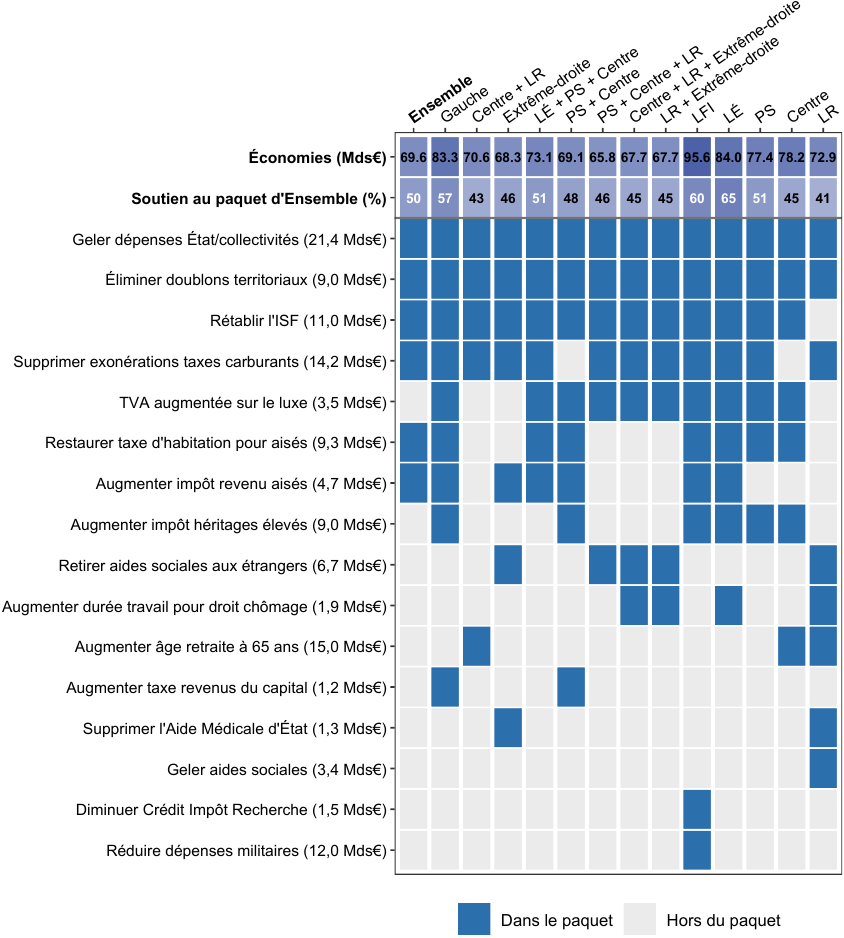 Ensemble
Gauche
Centre + LR
Extrême-droite
LÉ + PS + Centre
PS + Centre
PS + Centre + LR
Centre + LR + Extrême-droite
LR + Extrême-droite
LFI
LÉ
PS
Centre
LR
Économies (Mds€) 69.6 83.3 70.6 68.3 73.1 69.1 65.8 67.7 67.7 95.6 84.0 77.4 78.2 72.9
Soutien au paquet d'Ensemble (%) 50 57 43 46 51 48 46 45 45 60 65 51 45 41
Geler dépenses État/collectivités (21,4 Mds€)
Éliminer doublons territoriaux (9,0 Mds€)
Rétablir l'ISF (11,0 Mds€)
Supprimer exonérations taxes carburants (14,2 Mds€)
TVA augmentée sur le luxe (3,5 Mds€)
Restaurer taxe d'habitation pour aisés (9,3 Mds€)
Augmenter impôt revenu aisés (4,7 Mds€)
Augmenter impôt héritages élevés (9,0 Mds€)
Retirer aides sociales aux étrangers (6,7 Mds€)
Augmenter durée travail pour droit chômage (1,9 Mds€)
Augmenter âge retraite à 65 ans (15,0 Mds€)
Augmenter taxe revenus du capital (1,2 Mds€)
Supprimer l'Aide Médicale d'État (1,3 Mds€)
Geler aides sociales (3,4 Mds€)
Diminuer Crédit Impôt Recherche (1,5 Mds€)
Réduire dépenses militaires (12,0 Mds€)
Dans le paquet
Hors du paquet